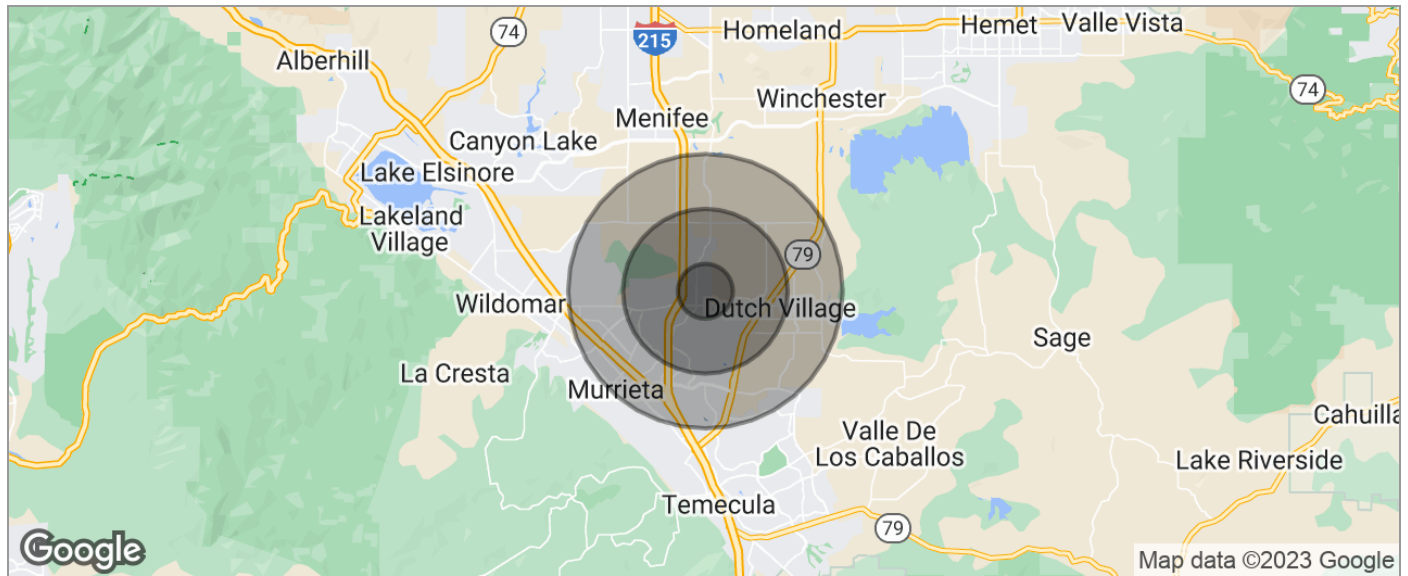 74
215
Homeland
Hemet
Valle Vista
Alberhill
74
Winchester
Menifee
Canyon Lake
Lake Elsinore
Lakeland
Village
79
Wildomar
Dutch Village
Sage
La Cresta
Murrieta
Cahuilla
Valle De
Los Caballos
Lake Riverside
Temecula
79
Google
Map data ©2023 Google